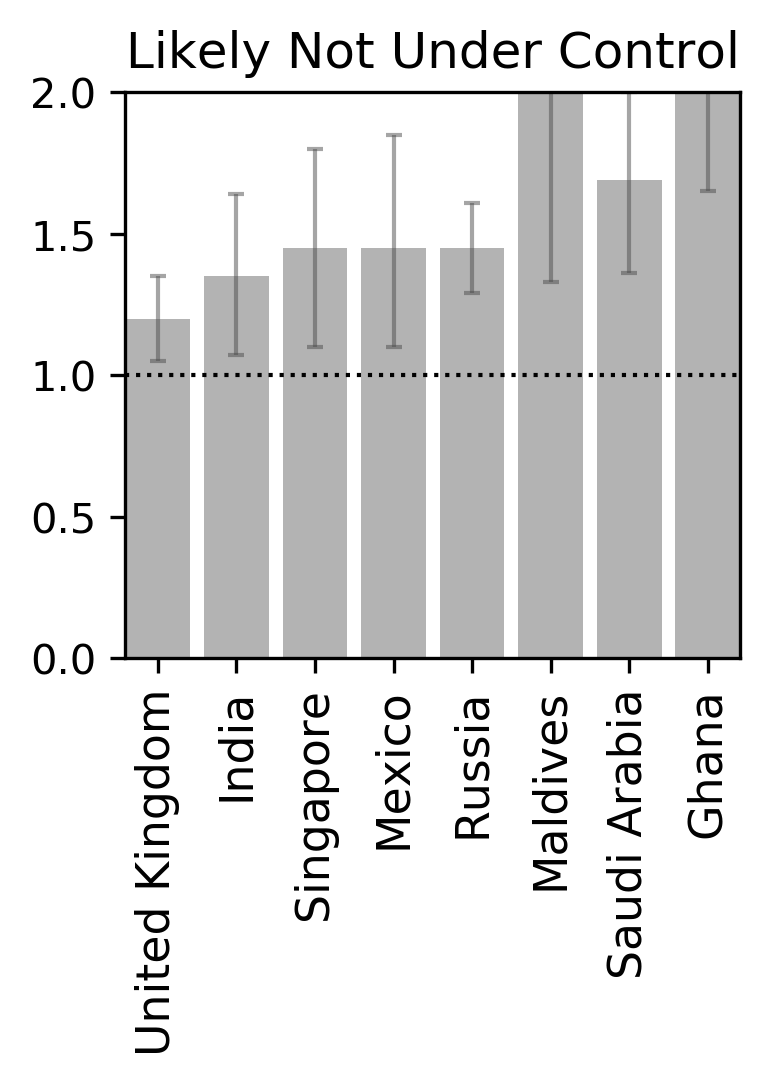 Likely Not Under Control
2.0
1.5
1.0
0.5
0.0
United Kingdom
India
Singapore
Mexico
Russia
Maldives
Saudi Arabia
Ghana